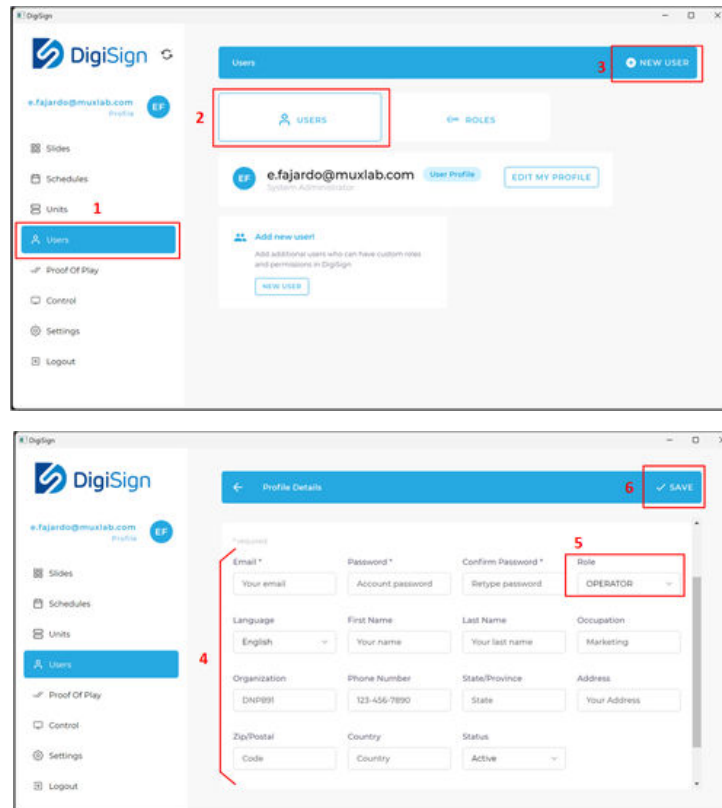 DigiSign
DigiSign
e.fajardo@muxlab.com
Profile
EF
Slides
Schedules
Units
1
Users
Proof Of Play
Control
Settings
Logout
Users
3
NEW USER
2
USERS
ROLES
EF
e.fajardo@muxlab.com
User Profile
EDIT MY PROFILE
System Administrator
Add new user!
Add additional users who can have custom roles
and permissions in DigiSign
NEW USER
DigiSign
DigiSign
e.fajardo@muxlab.com
Profile
EF
Slides
Schedules
Units
Users
Proof Of Play
Control
Settings
Logout
Profile Details
6
SAVE
*required
5
Email *
Password *
Confirm Password *
Role
Your email
Account password
Retype password
OPERATOR
Language
First Name
Last Name
Occupation
English
Your name
Your last name
Marketing
4
Organization
Phone Number
State/Province
Address
DNP891
123-456-7890
State
Your Address
Zip/Postal
Country
Status
Code
Country
Active